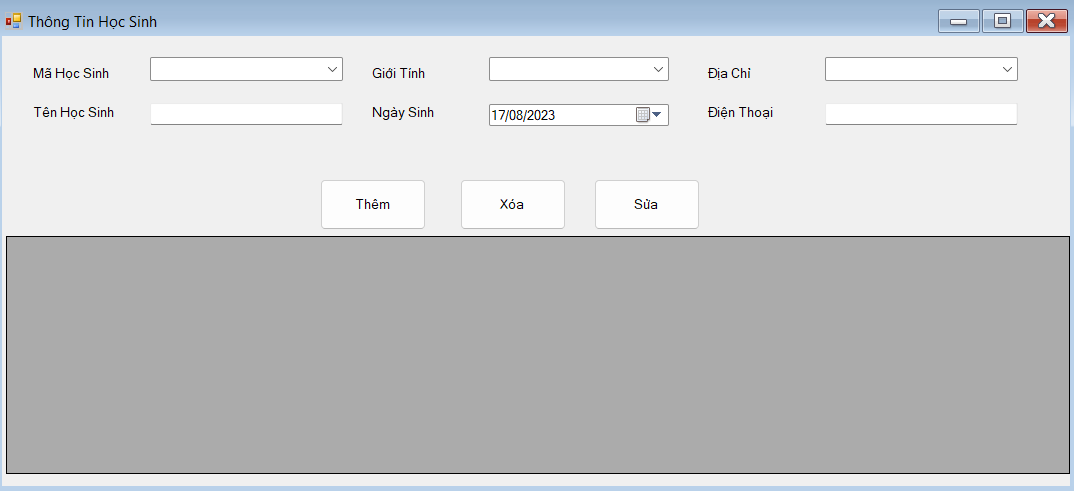 Thông Tin Học Sinh
Mã Học Sinh Giới Tính Địa Chỉ
Tên Học Sinh Ngày Sinh 17/08/2023 Điện Thoại
Thêm Xóa Sửa